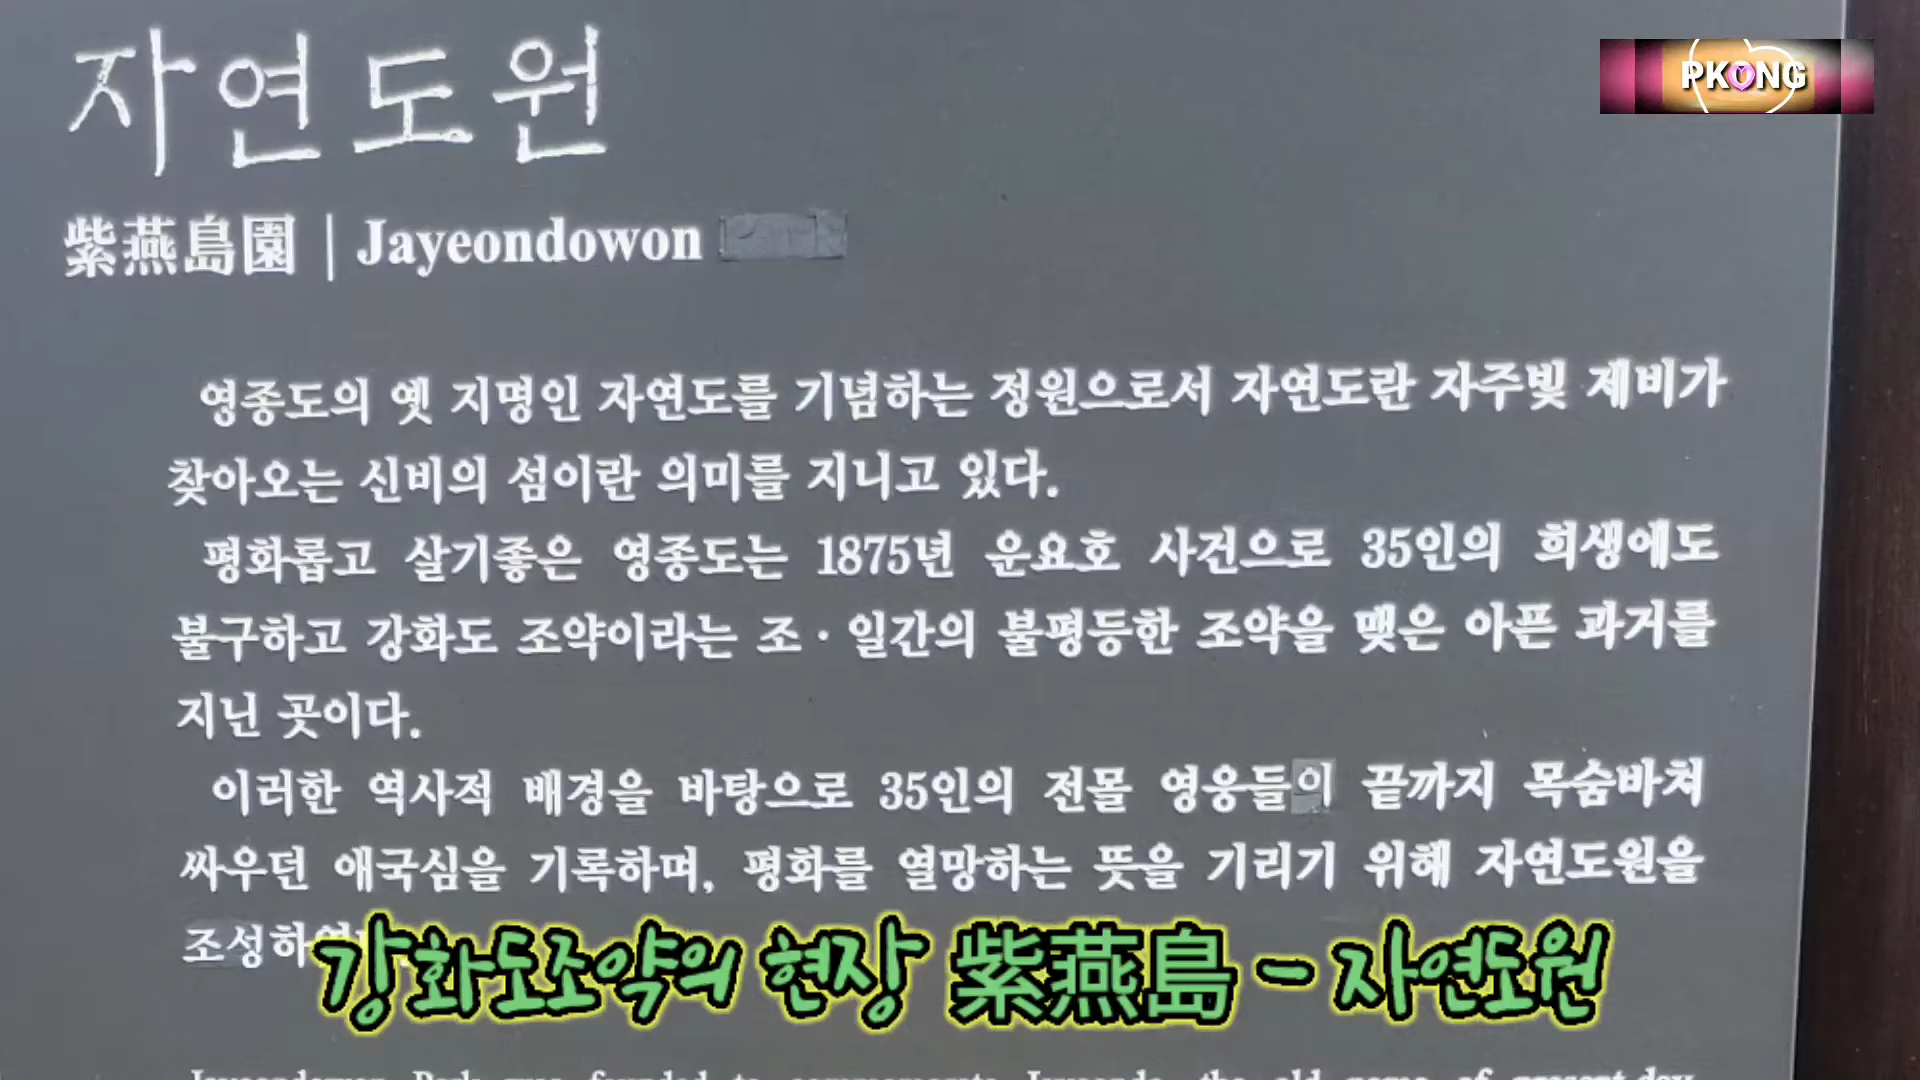 자연도원
PKONG
紫燕島園 | Jayeondowon
영종도의 옛 지명인 자연도를 기념하는 정원으로서 자연도란 자주빛 제비가
찾아오는 신비의 섬이란 의미를 지니고 있다.
평화롭고 살기좋은 영종도는 1875년 운요호 사건으로 35인의 희생에도
불구하고 강화도 조약이라는 조·일간의 불평등한 조약을 맺은 아픈 과거를
지닌 곳이다.
이러한 역사적 배경을 바탕으로 35인의 전몰 영웅들이 끝까지 목숨바쳐
싸우던 애국심을 기록하며, 평화를 열망하는 뜻을 기리기 위해 자연도원을
강화도조약의 현장 紫燕島 - 자연도원